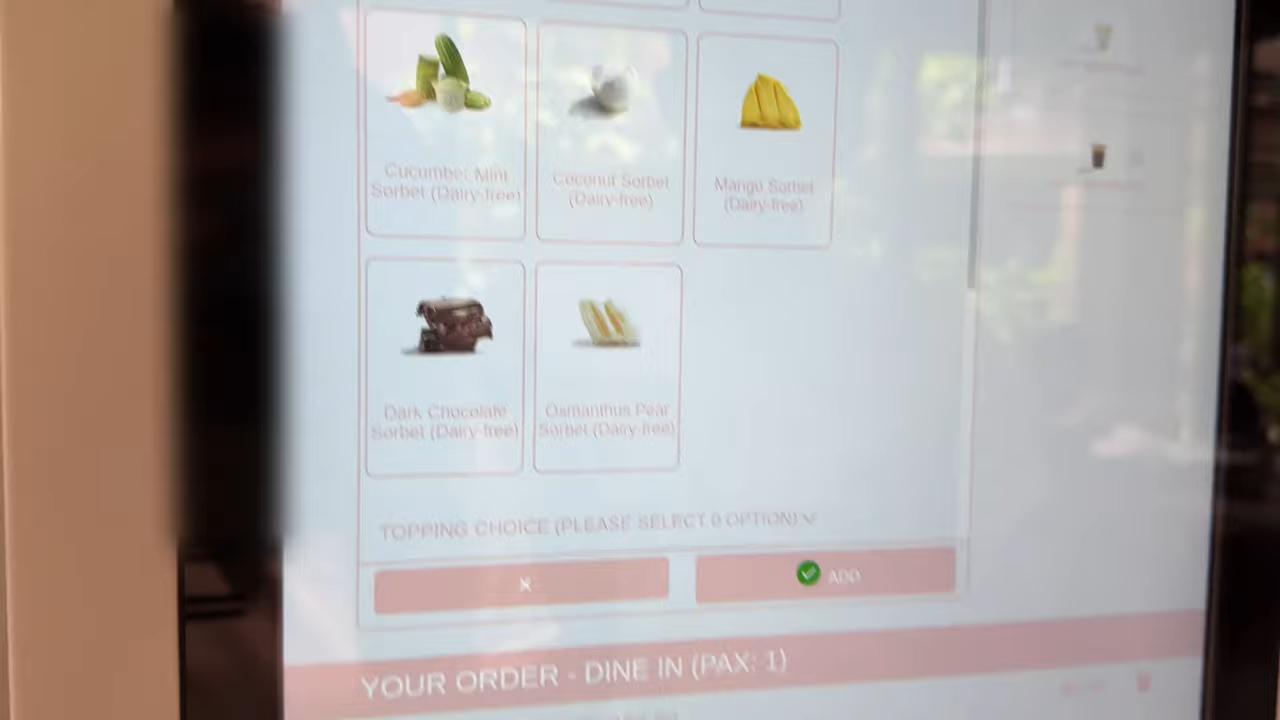 Cucumber Mint
Sorbet (Dairy-free)
Coconut Sorbet
(Dairy-free)
Mango Sorbet
(Dairy-free)
Dark Chocolate
Sorbet (Dairy-free)
Osmanthus Pear
Sorbet (Dairy-free)
TOPPING CHOICE (PLEASE SELECT 0 OPTION)
X
ADD
YOUR ORDER - DINE IN (PAX: 1)